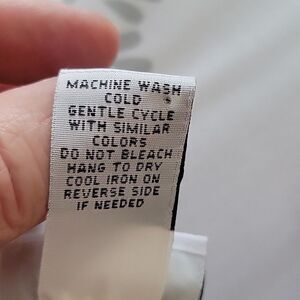 MACHINE WASH
COLD
GENTLE CYCLE
WITH SIMILAR
COLORS
DO NOT BLEACH
HANG TO DRY
COOL IRON ON
REVERSE SIDE
IF NEEDED